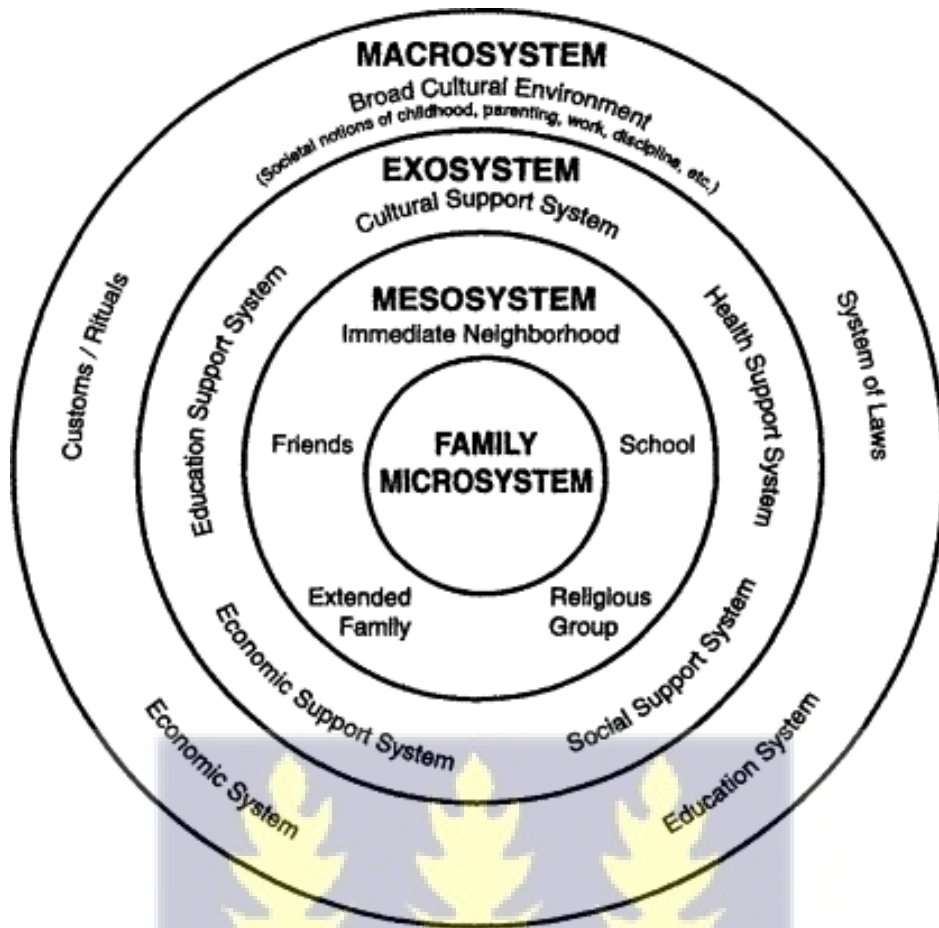 MACROSYSTEM
Broad Cultural Environment
(Societal notions of childhood, parenting, work, discipline, etc.)
EXOSYSTEM
Cultural Support System
MESOSYSTEM
Immediate Neighborhood
Customs / Rituals
Education Support System
Health Support System
System of Laws
Friends
FAMILY
MICROSYSTEM
School
Extended
Family
Religious
Group
Economic Support System
Social Support System
Economic System
Education System